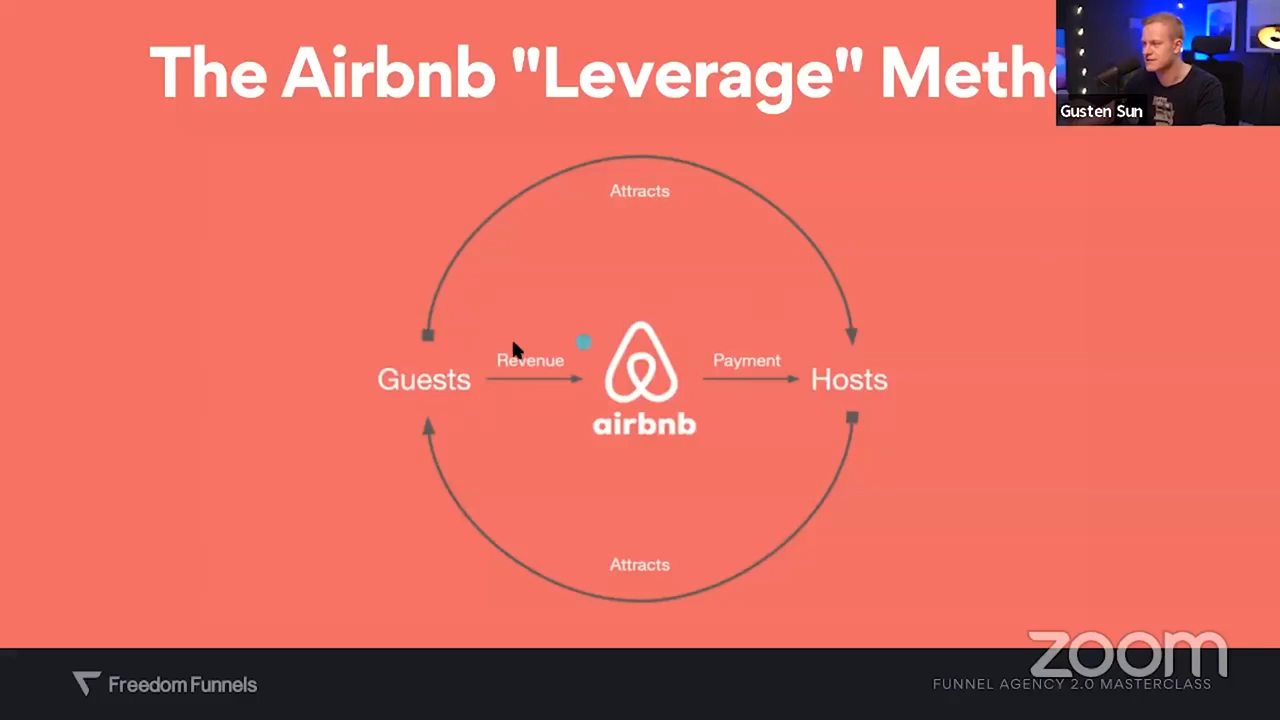 The Airbnb "Leverage" Meth
Gusten Sun
Attracts
Guests
Revenue
airbnb
Payment
Hosts
Attracts
zoom
Freedom Funnels
FUNNEL AGENCY 2.0 MASTERCLASS